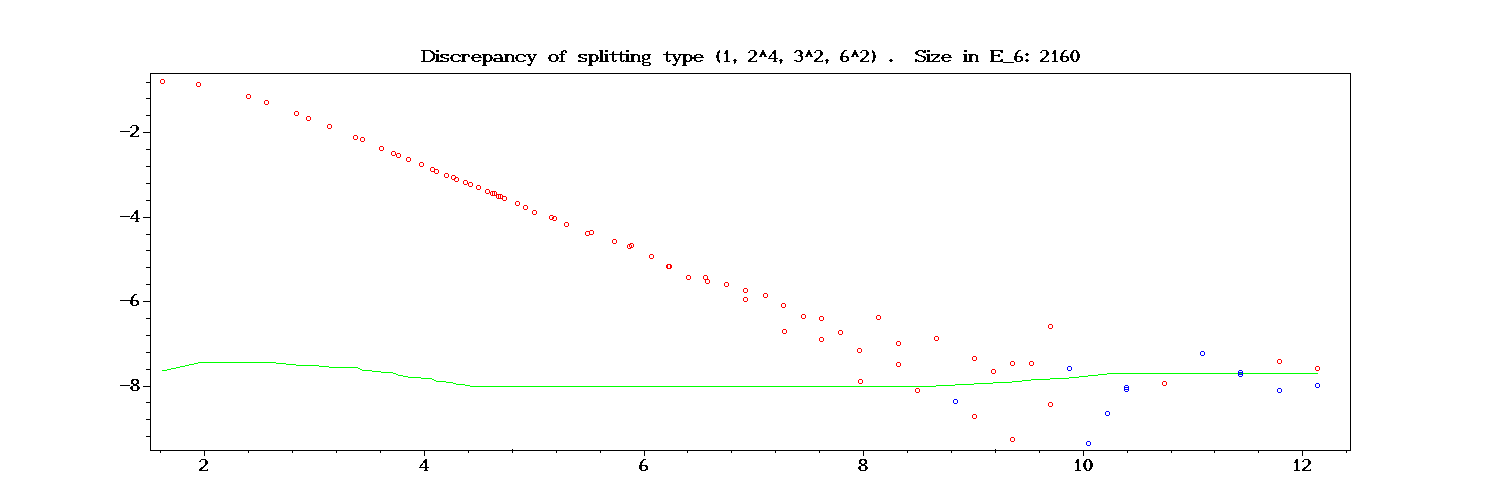 Discrepancy of splitting type (1, 2^4, 3^2, 6^2) .  Size in E_6: 2160
−2
−4
−6
−8
2 4 6 8 10 12